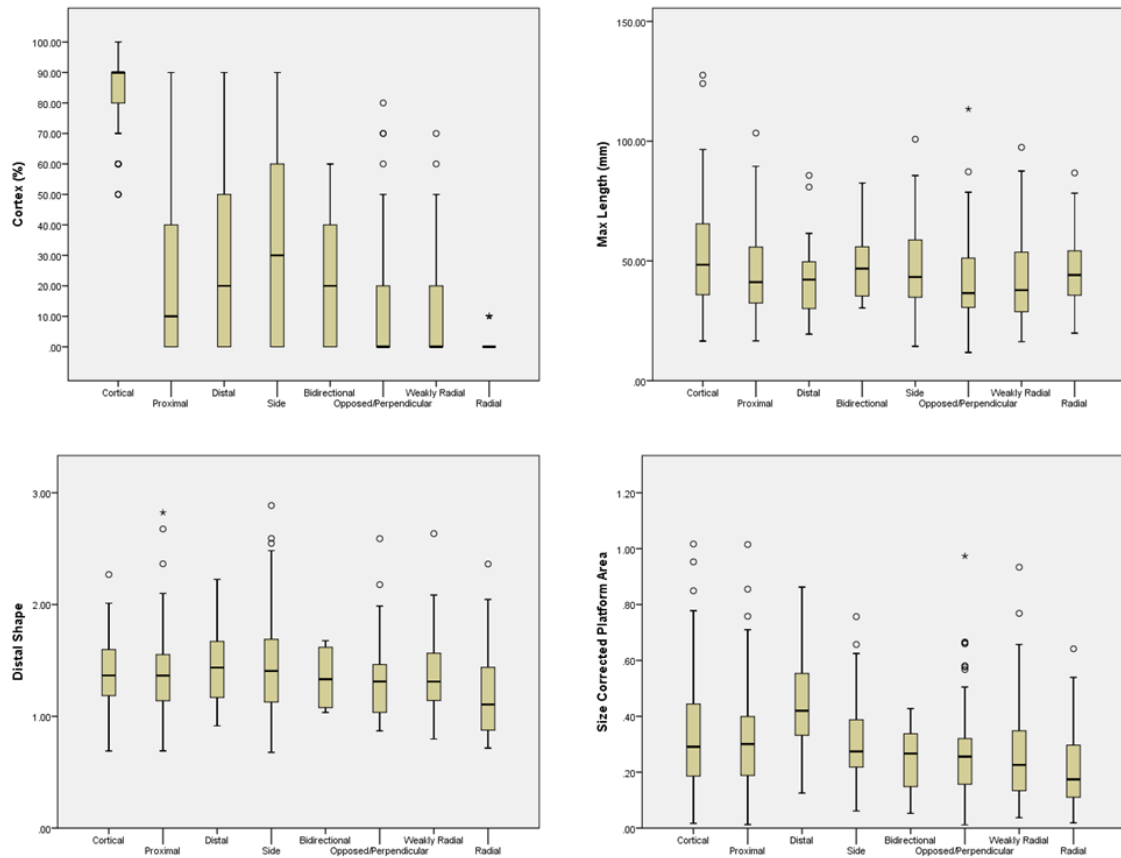 Cortex (%)
100.00
90.00
80.00
70.00
60.00
50.00
40.00
30.00
20.00
10.00
.00
Cortical Distal Bidirectional Weakly Radial
Proximal Side Opposed/Perpendicular Radial
Max Length (mm)
150.00
100.00
50.00
.00
Cortical Distal Side Weakly Radial
Proximal Bidirectional Opposed/Perpendicular Radial
Distal Shape
3.00
2.00
1.00
.00
Cortical Distal Bidirectional Weakly Radial
Proximal Side Opposed/Perpendicular Radial
Size Corrected Platform Area
1.20
1.00
.80
.60
.40
.20
.00
Cortical Distal Bidirectional Weakly Radial
Proximal Side Opposed/Perpendicular Radial